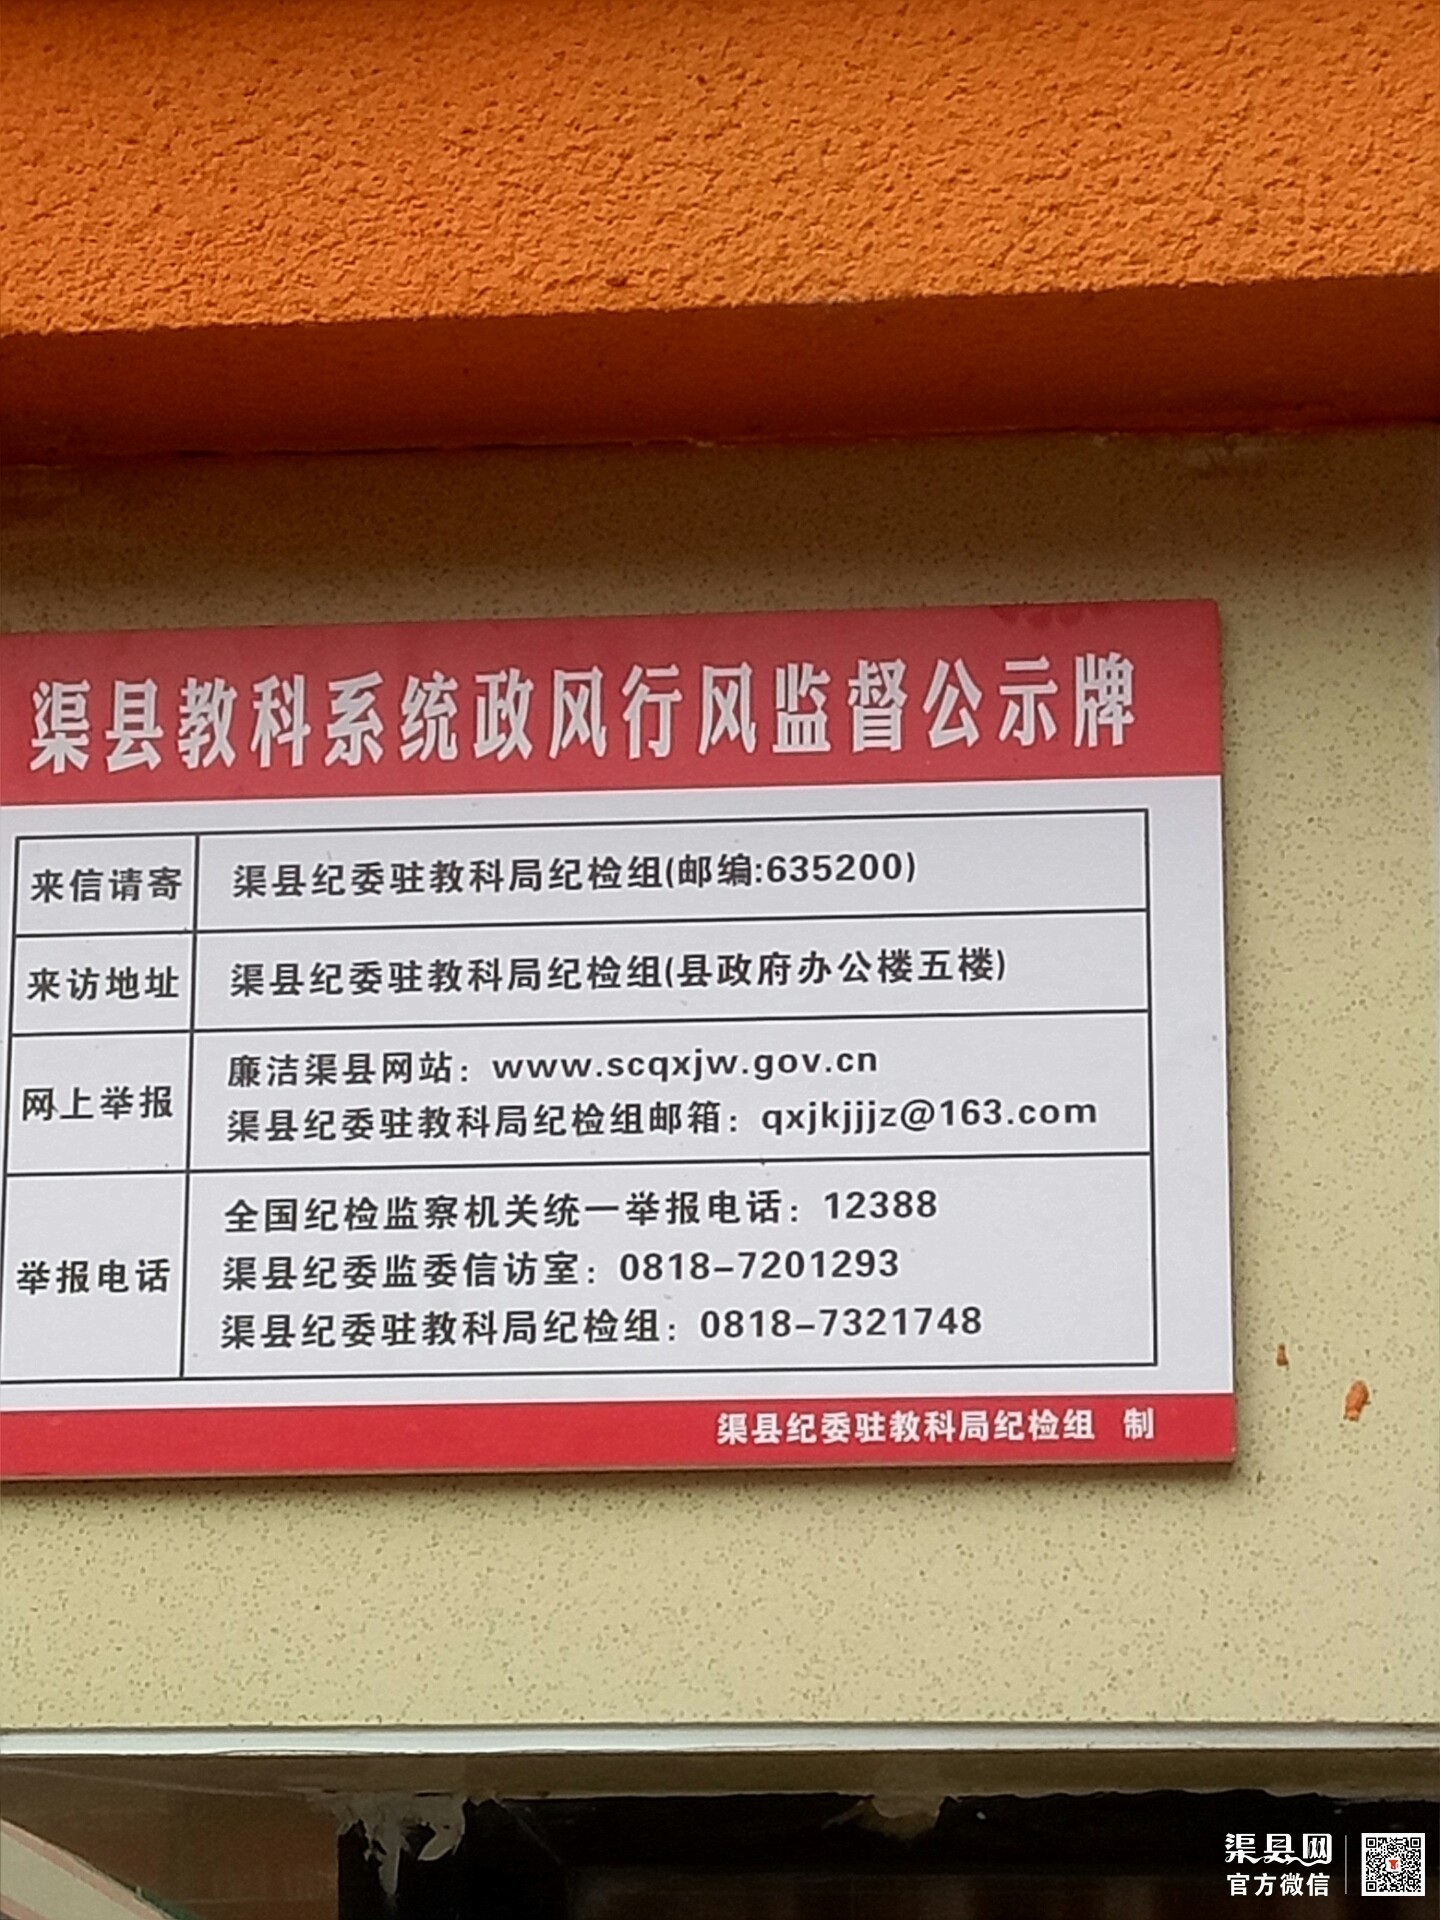 渠县教科系统政风行风监督公示牌
来信请寄 渠县纪委驻教科局纪检组(邮编:635200)
来访地址 渠县纪委驻教科局纪检组(县政府办公楼五楼)
网上举报 廉洁渠县网站：www.scqxjw.gov.cn
渠县纪委驻教科局纪检组邮箱：qxjkjjjz@163.com
举报电话 全国纪检监察机关统一举报电话：12388
渠县纪委监委信访室：0818-7201293
渠县纪委驻教科局纪检组：0818-7321748
渠县纪委驻教科局纪检组 制
渠县网
官方微信